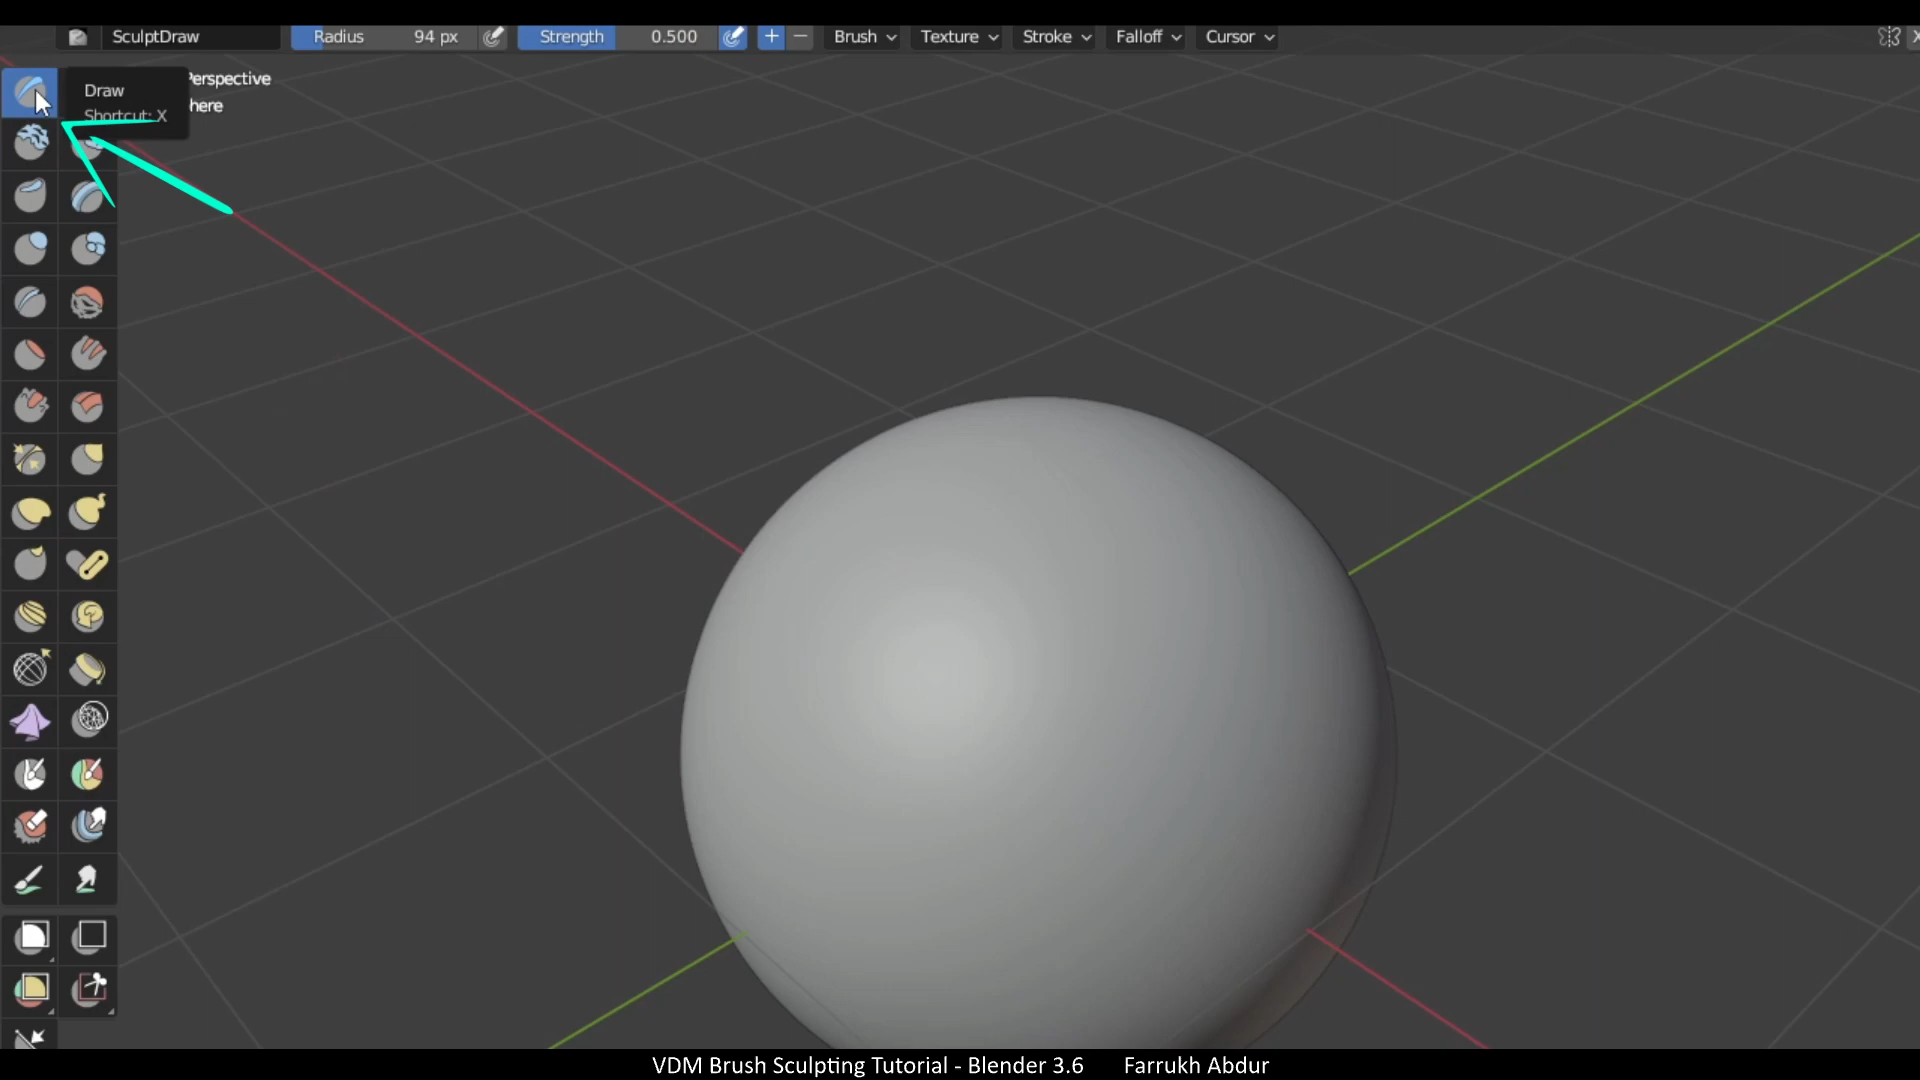 SculptDraw Radius 94 px Strength 0.500 Brush Texture Stroke Falloff Cursor X
Perspective
here
Draw
Shortcut: X
VDM Brush Sculpting Tutorial - Blender 3.6 Farrukh Abdur